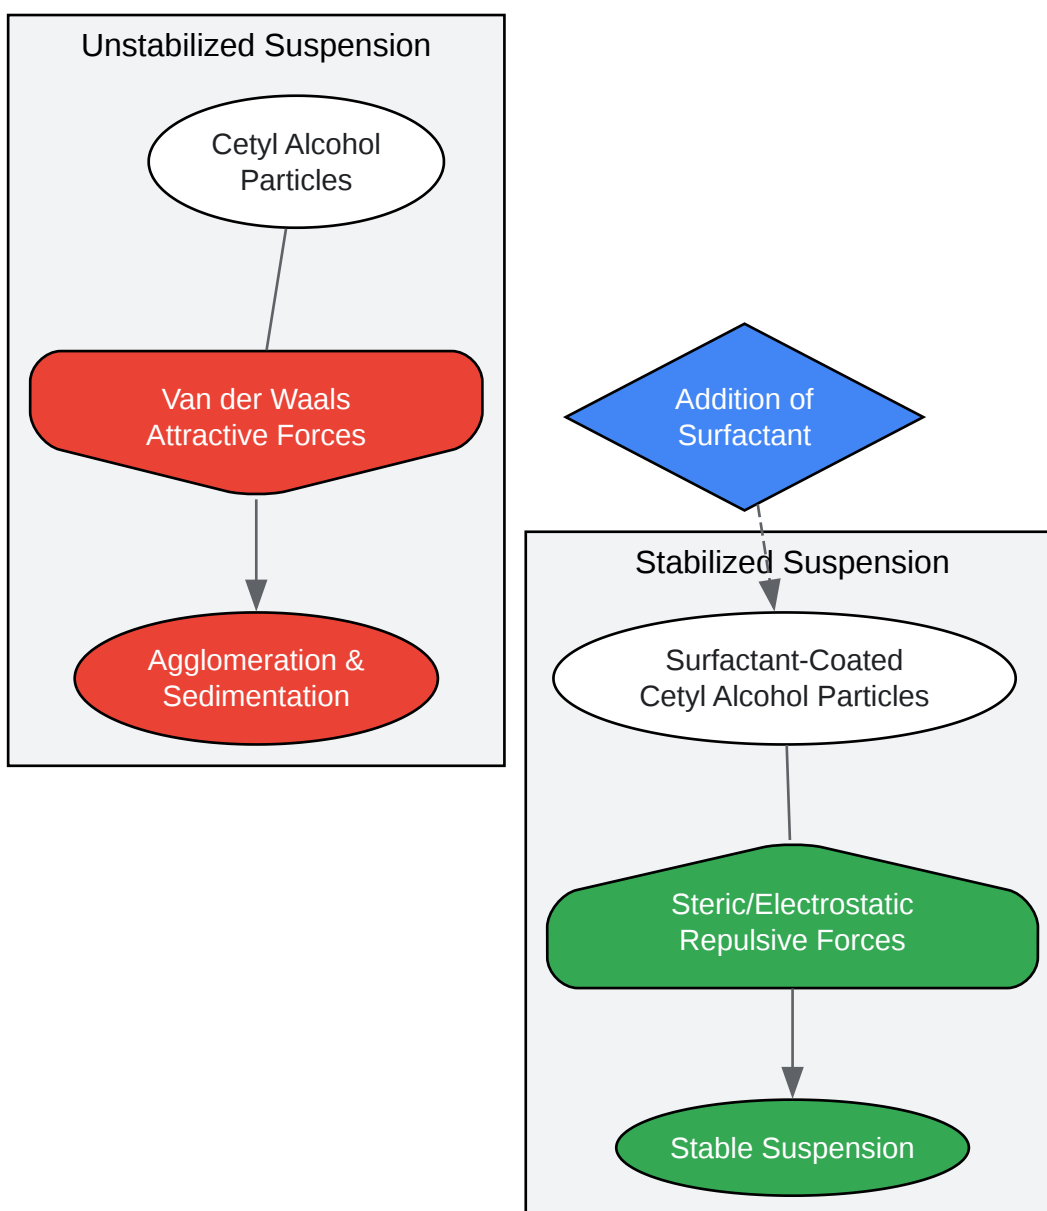 Unstabilized Suspension
Cetyl Alcohol
Particles
Van der Waals
Attractive Forces
Agglomeration &
Sedimentation
Addition of
Surfactant
Stabilized Suspension
Surfactant-Coated
Cetyl Alcohol Particles
Steric/Electrostatic
Repulsive Forces
Stable Suspension